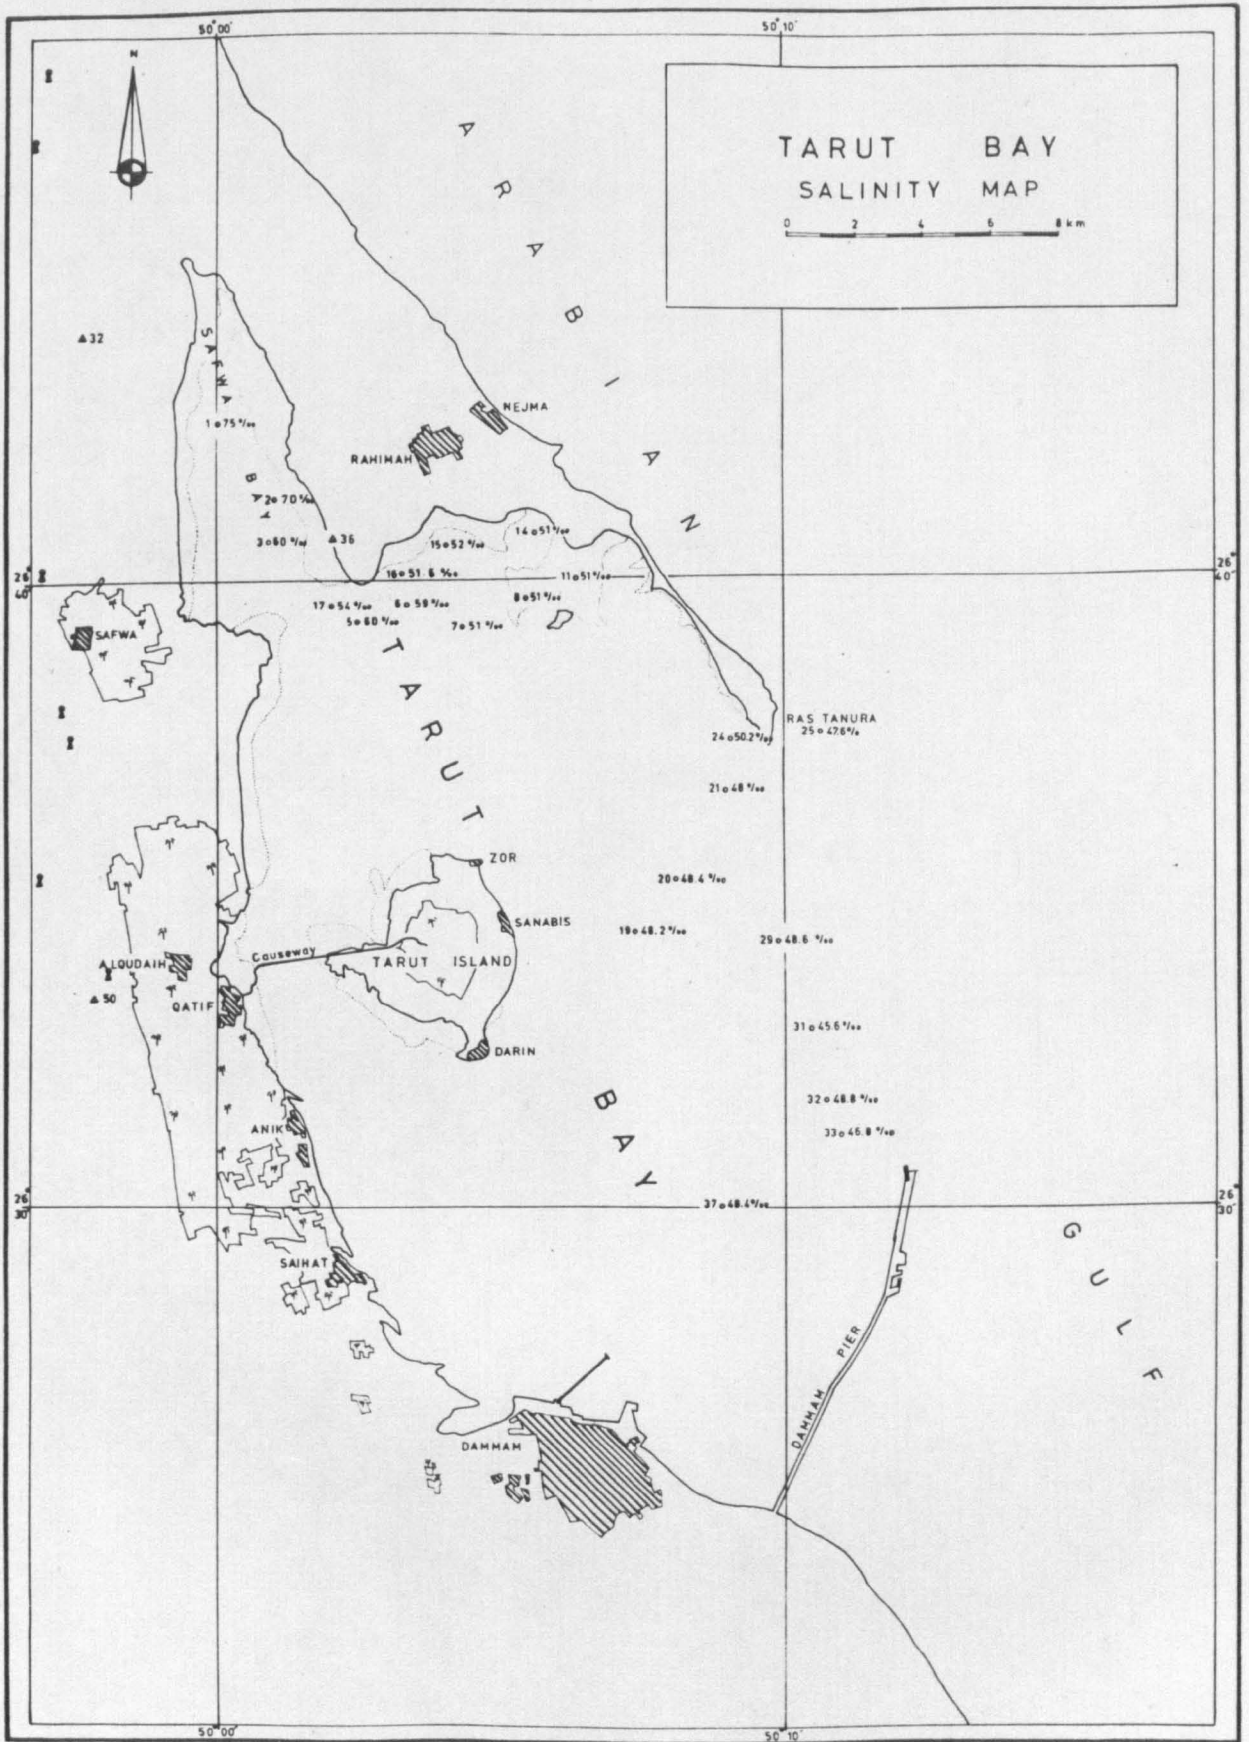 50° 00'
50° 10'
N
TARUT BAY
SALINITY MAP
0 2 4 6 8 km
ARABIAN
▲ 32
SAFWA
BAY
1 o 75 ‰
NEJMA
RAHIMAH
2 o 70 ‰
3 o 60 ‰
▲ 36
15 o 52 ‰
14 o 51 ‰
16 o 51.6 ‰
11 o 51 ‰
26° 40'
40'
17 o 54 ‰
6 o 59 ‰
8 o 51 ‰
5 o 60 ‰
7 o 51 ‰
SAFWA
TARUT
RAS TANURA
24 o 50.2 ‰
25 o 47.6 ‰
21 o 48 ‰
ZOR
20 o 48.4 ‰
SANABIS
19 o 48.2 ‰
29 o 48.6 ‰
Causeway
TARUT ISLAND
ALQUDAIH
▲ 50
QATIF
31 o 45.6 ‰
DARIN
BAY
32 o 48.8 ‰
ANIK
33 o 46.8 ‰
26° 30'
37 o 48.4 ‰
26° 30'
GULF
SAIHAT
DAMMAM PIER
DAMMAM
50° 00'
50° 10'